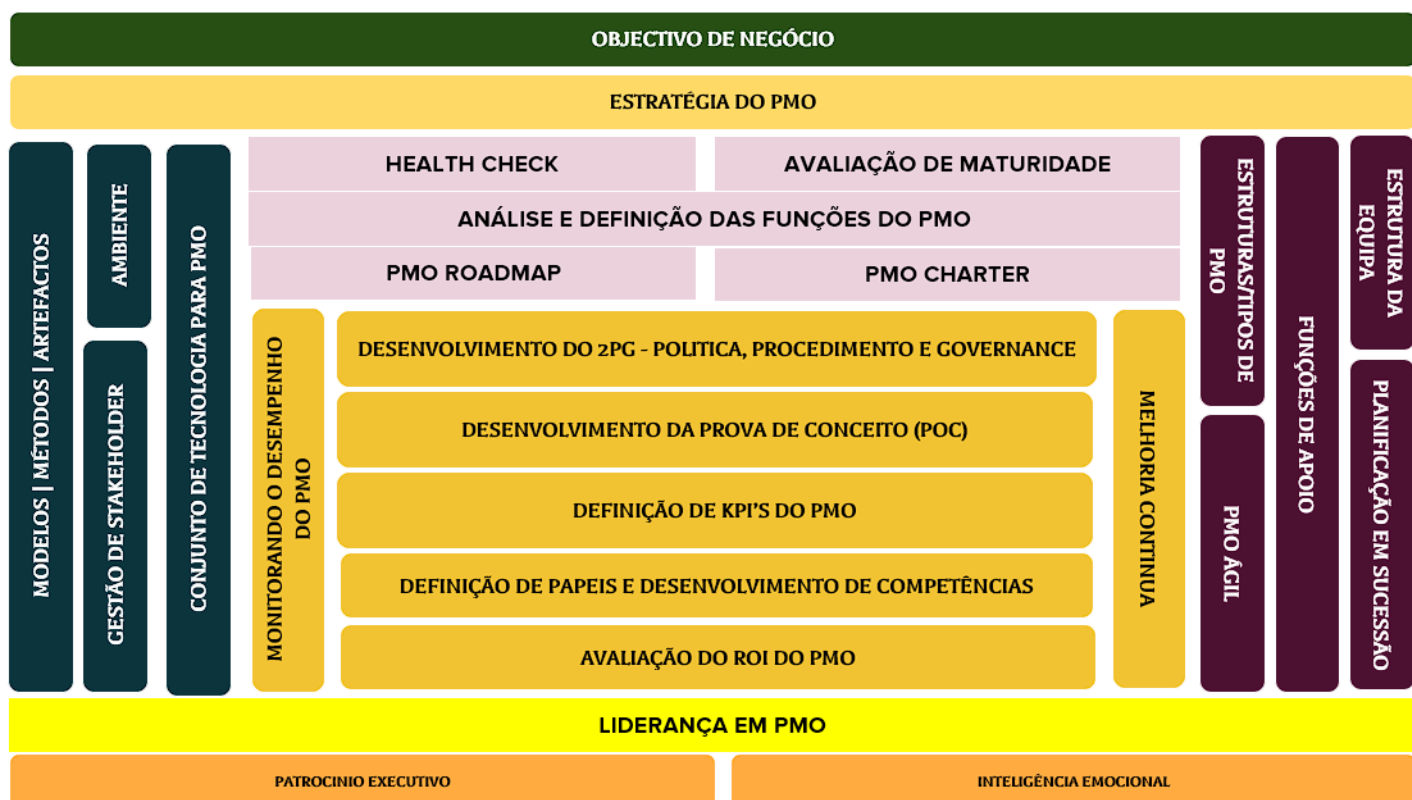 OBJECTIVO DE NEGÓCIO
ESTRATÉGIA DO PMO
MODELOS | MÉTODOS | ARTEFACTOS
AMBIENTE
GESTÃO DE STAKEHOLDER
CONJUNTO DE TECNOLOGIA PARA PMO
HEALTH CHECK
AVALIAÇÃO DE MATURIDADE
ANÁLISE E DEFINIÇÃO DAS FUNÇÕES DO PMO
PMO ROADMAP
PMO CHARTER
MONITORANDO O DESEMPENHO
DO PMO
DESENVOLVIMENTO DO 2PG - POLITICA, PROCEDIMENTO E GOVERNANCE
DESENVOLVIMENTO DA PROVA DE CONCEITO (POC)
DEFINIÇÃO DE KPI'S DO PMO
DEFINIÇÃO DE PAPEIS E DESENVOLVIMENTO DE COMPETÊNCIAS
AVALIAÇÃO DO ROI DO PMO
MELHORIA CONTINUA
ESTRUTURAS/TIPOS DE
PMO
PMO ÁGIL
FUNÇÕES DE APOIO
ESTRUTURA DA
EQUIPA
PLANIFICAÇÃO EM SUCESSÃO
LIDERANÇA EM PMO
PATROCINIO EXECUTIVO
INTELIGÊNCIA EMOCIONAL